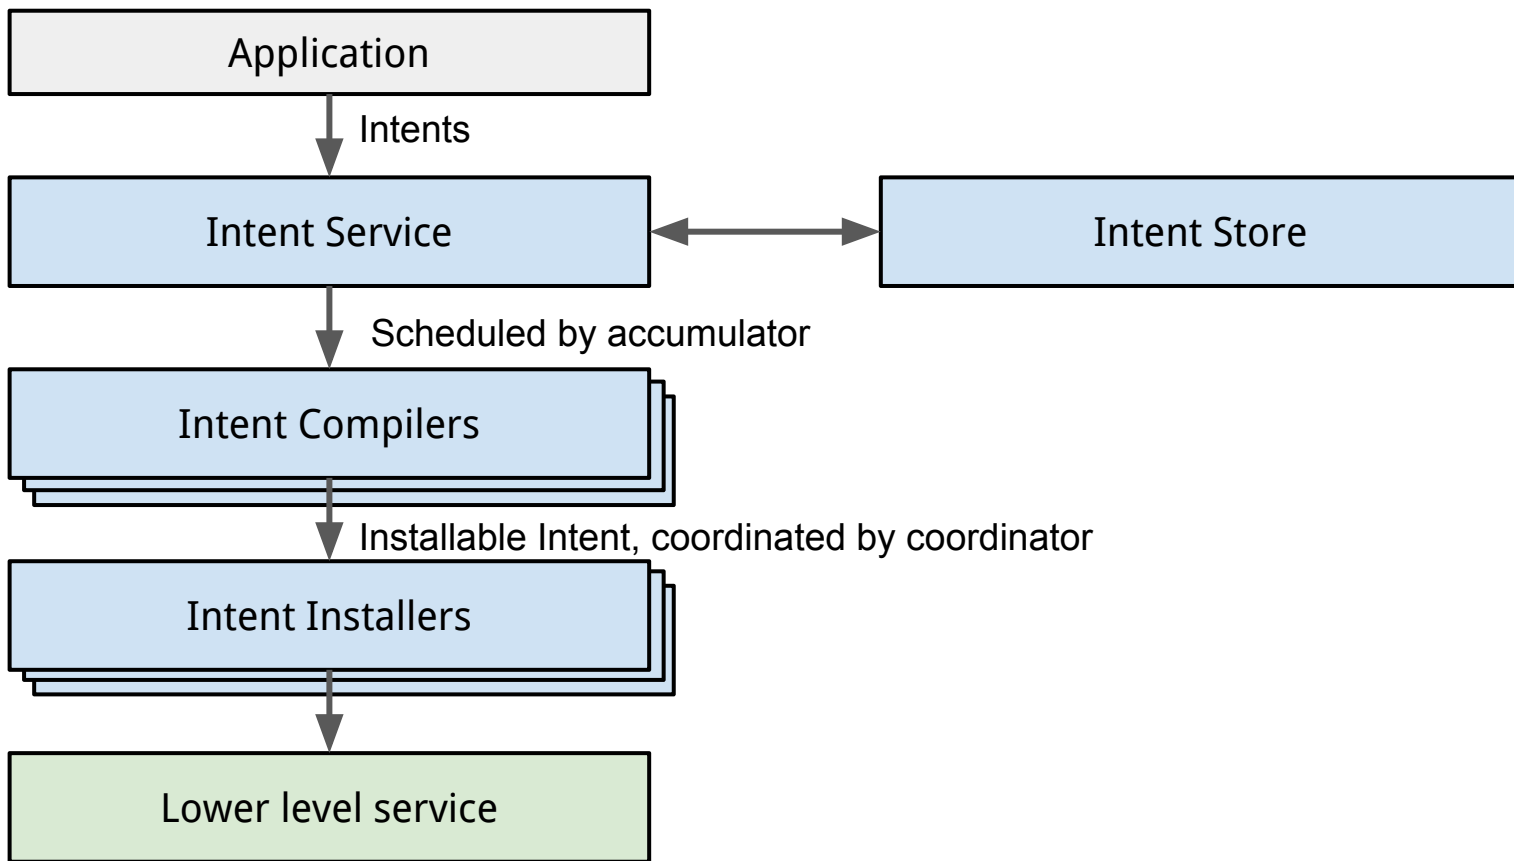 Application
Intents
Intent Service
Intent Store
Scheduled by accumulator
Intent Compilers
Installable Intent, coordinated by coordinator
Intent Installers
Lower level service